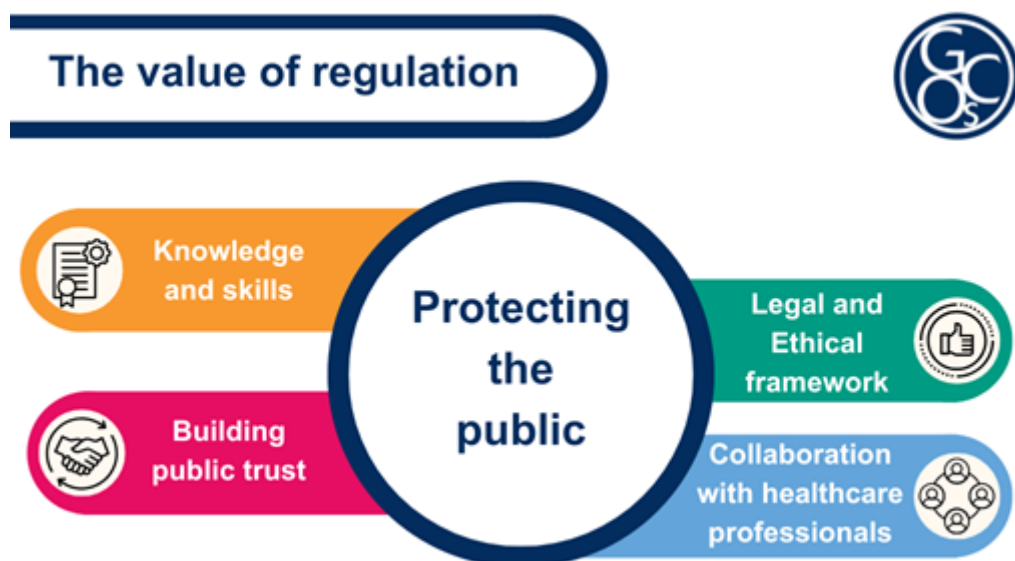 The value of regulation
GOsC
Knowledge
and skills
Building
public trust
Protecting
the
public
Legal and
Ethical
framework
Collaboration
with healthcare
professionals